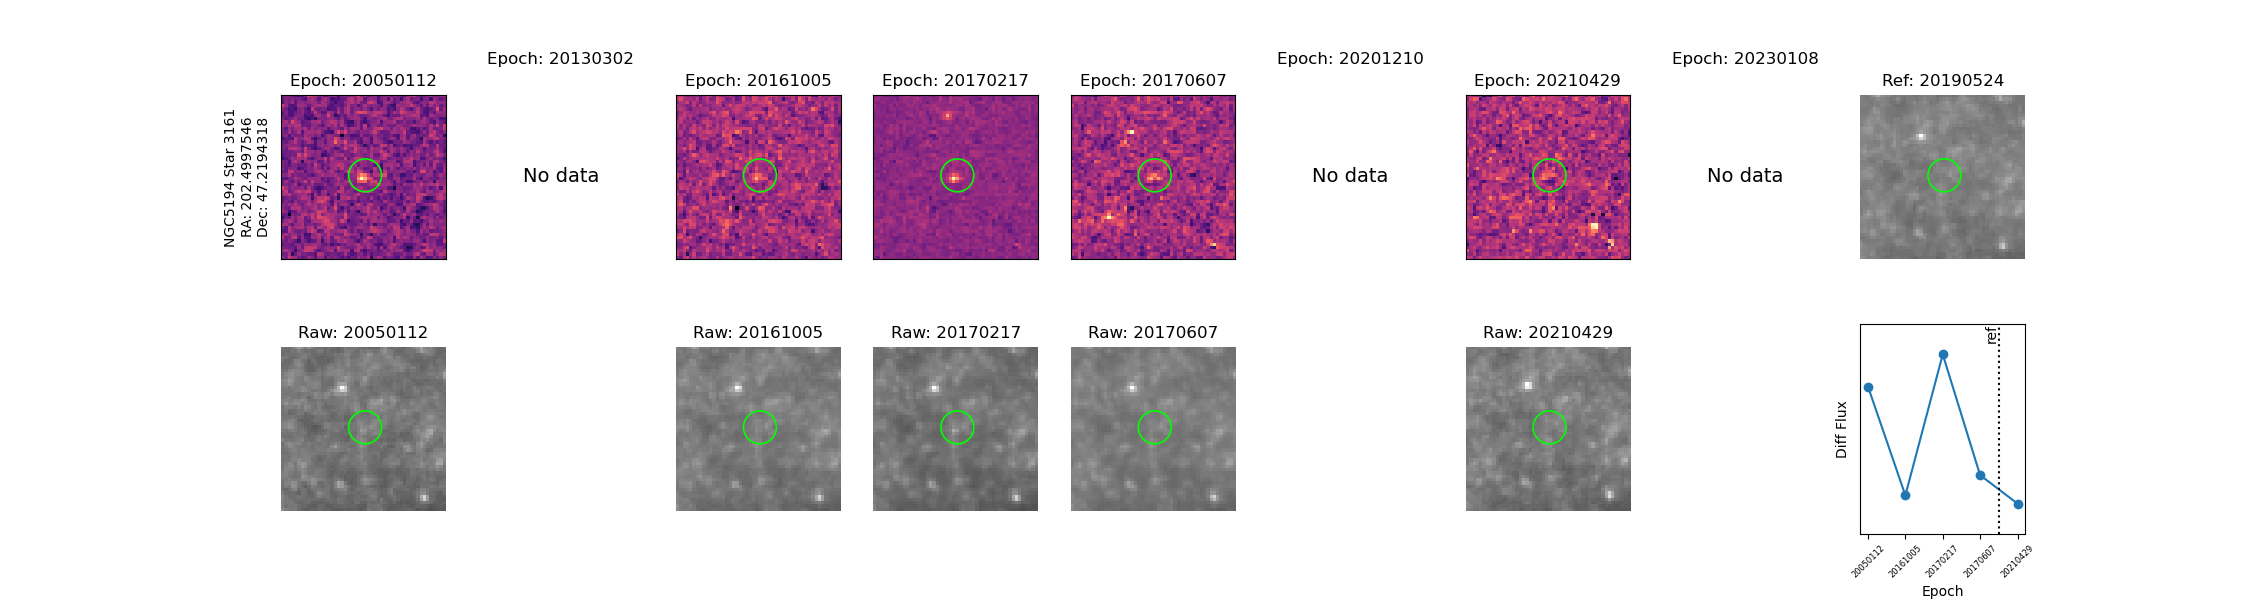 Epoch: 20130302
Epoch: 20201210
Epoch: 20230108
Epoch: 20050112
Epoch: 20161005
Epoch: 20170217
Epoch: 20170607
Epoch: 20210429
Ref: 20190524
NGC5194 Star 3161
RA: 202.4997546
Dec: 47.2194318
No data
No data
No data
Raw: 20050112
Raw: 20161005
Raw: 20170217
Raw: 20170607
Raw: 20210429
ref
Diff Flux
20050112
20161005
20170217
20170607
20210429
Epoch